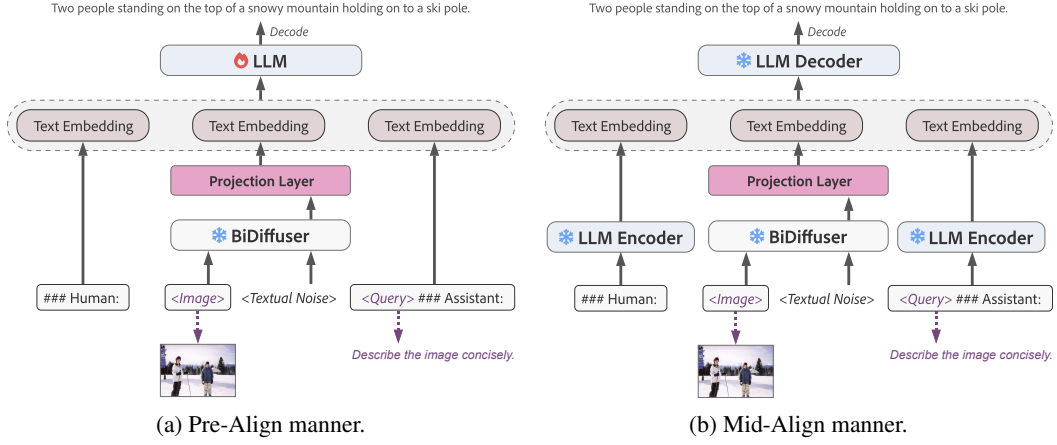 Two people standing on the top of a snowy mountain holding on to a ski pole.
Decode
LLM
Text Embedding Text Embedding Text Embedding
Projection Layer
BiDiffuser
### Human: <Image> <Textual Noise> <Query> ### Assistant:
Describe the image concisely.
(a) Pre-Align manner.
Two people standing on the top of a snowy mountain holding on to a ski pole.
Decode
LLM Decoder
Text Embedding Text Embedding Text Embedding
Projection Layer
LLM Encoder BiDiffuser LLM Encoder
### Human: <Image> <Textual Noise> <Query> ### Assistant:
Describe the image concisely.
(b) Mid-Align manner.